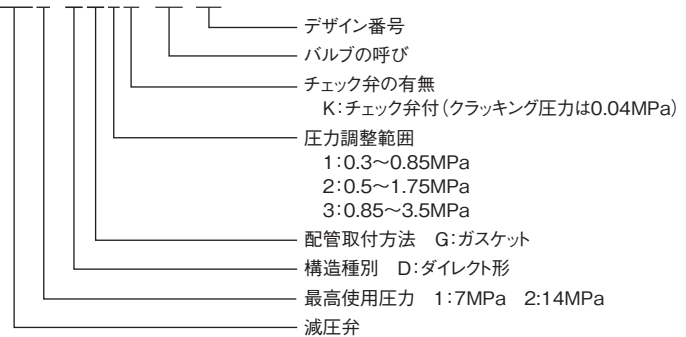 デザイン番号
バルブの呼び
チェック弁の有無
K:チェック弁付(クラッキング圧力は0.04MPa)
圧力調整範囲
1:0.3~0.85MPa
2:0.5~1.75MPa
3:0.85~3.5MPa
配管取付方法 G:ガスケット
構造種別 D:ダイレクト形
最高使用圧力 1:7MPa 2:14MPa
減圧弁